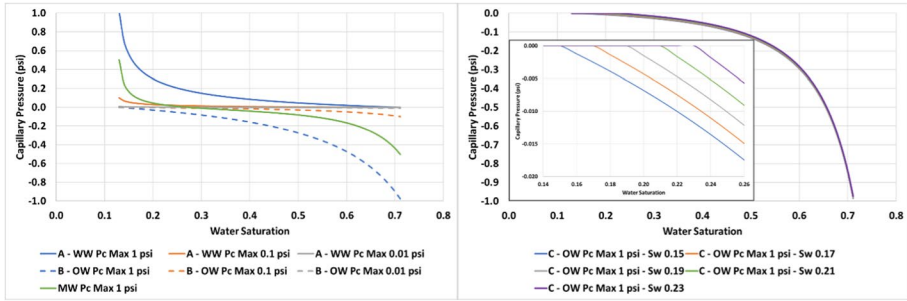 1.0
0.8
0.6
0.4
0.2
0.0
-0.2
-0.4
-0.6
-0.8
-1.0
Capillary Pressure (psi)
0.0 0.1 0.2 0.3 0.4 0.5 0.6 0.7 0.8
Water Saturation
A - WW Pc Max 1 psi A - WW Pc Max 0.1 psi A - WW Pc Max 0.01 psi
B - OW Pc Max 1 psi B - OW Pc Max 0.1 psi B - OW Pc Max 0.01 psi
MW Pc Max 1 psi
0.0
-0.1
-0.2
-0.3
-0.4
-0.5
-0.6
-0.7
-0.8
-0.9
-1.0
Capillary Pressure (psi)
0.0 0.1 0.2 0.3 0.4 0.5 0.6 0.7 0.8
Water Saturation
0.000
-0.005
-0.010
-0.015
-0.020
Capillary Pressure (psi)
0.14 0.16 0.18 0.20 0.22 0.24 0.26
Water Saturation
C - OW Pc Max 1 psi - Sw 0.15 C - OW Pc Max 1 psi - Sw 0.17
C - OW Pc Max 1 psi - Sw 0.19 C - OW Pc Max 1 psi - Sw 0.21
C - OW Pc Max 1 psi - Sw 0.23